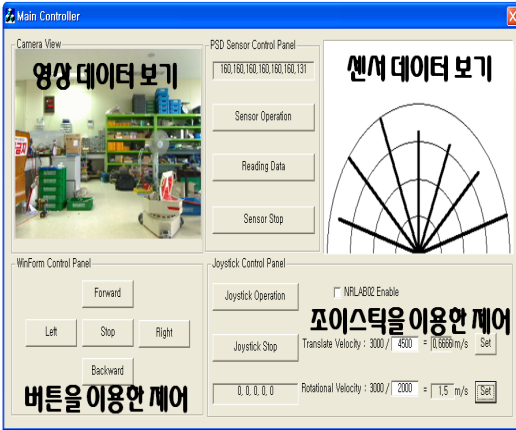 Main Controller
Camera View
영상 데이터 보기
PSD Sensor Control Panel
160,160,160,160,160,160,131
Sensor Operation
Reading Data
Sensor Stop
센서 데이터 보기
WinForm Control Panel
Forward
Left
Stop
Right
Backward
버튼을 이용한 제어
Joystick Control Panel
Joystick Operation
NRLAB02 Enable
조이스틱을 이용한 제어
Joystick Stop
Translate Velocity : 3000 / 4500 = 0,6666 m/s Set
0, 0, 0, 0, 0
Rotational Velocity : 3000 / 2000 = 1,5 m/s Set